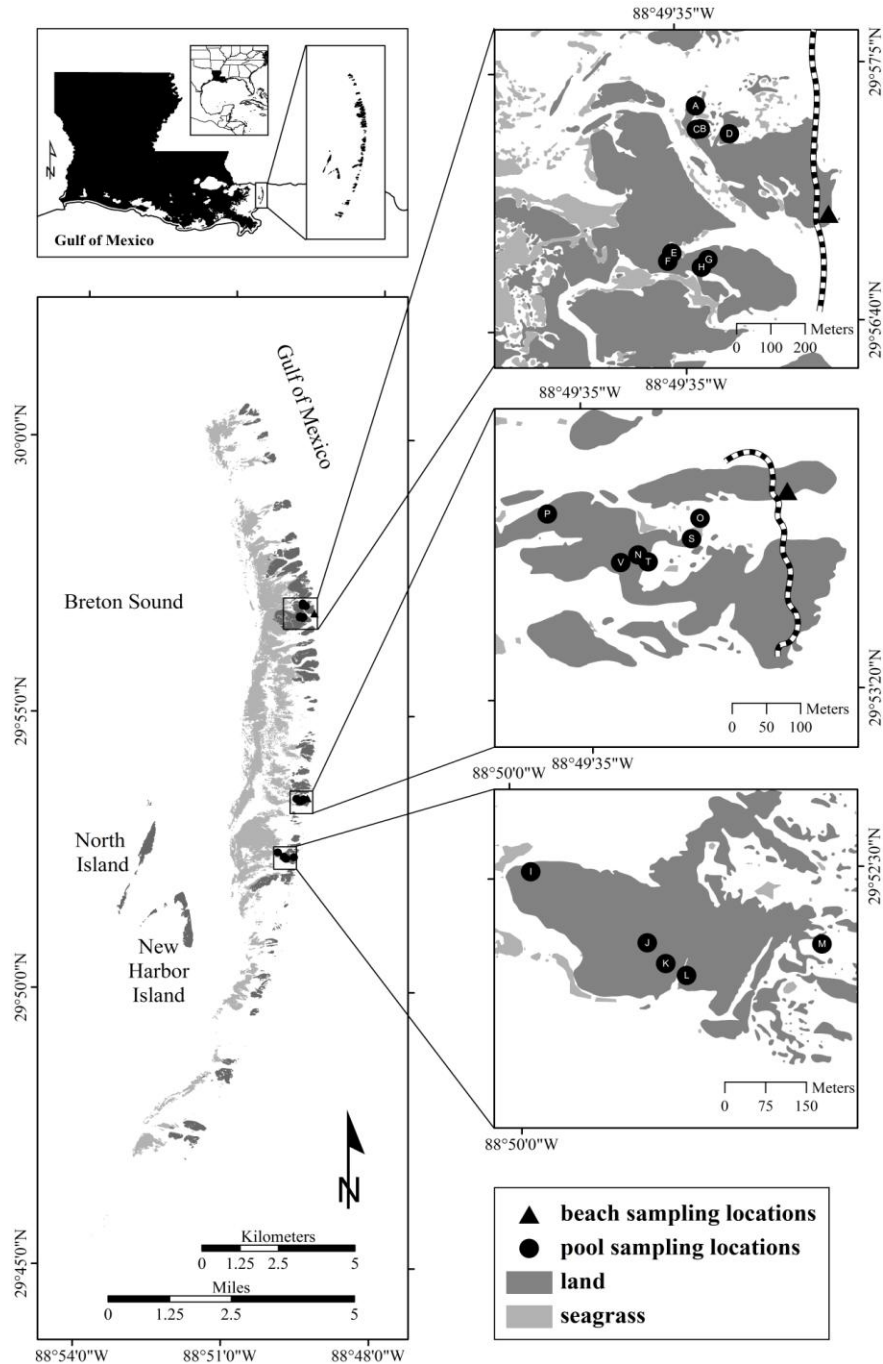 N
Gulf of Mexico
88°49'35"W
29°57'5"N
A
CB
D
E
F
G
H
Meters
0 100 200
29°56'40"N
88°49'35"W
88°49'35"W
P
O
S
V
N
T
29°53'20"N
Meters
0 50 100
88°49'35"W
88°50'0"W
I
29°52'30"N
J
M
K
L
Meters
0 75 150
88°50'0"W
30°0'0"N
Gulf of Mexico
Breton Sound
29°55'0"N
North
Island
New
Harbor
Island
29°50'0"N
N
Kilometers
0 1.25 2.5 5
Miles
0 1.25 2.5 5
29°45'0"N
88°54'0"W 88°51'0"W 88°48'0"W
beach sampling locations
pool sampling locations
land
seagrass